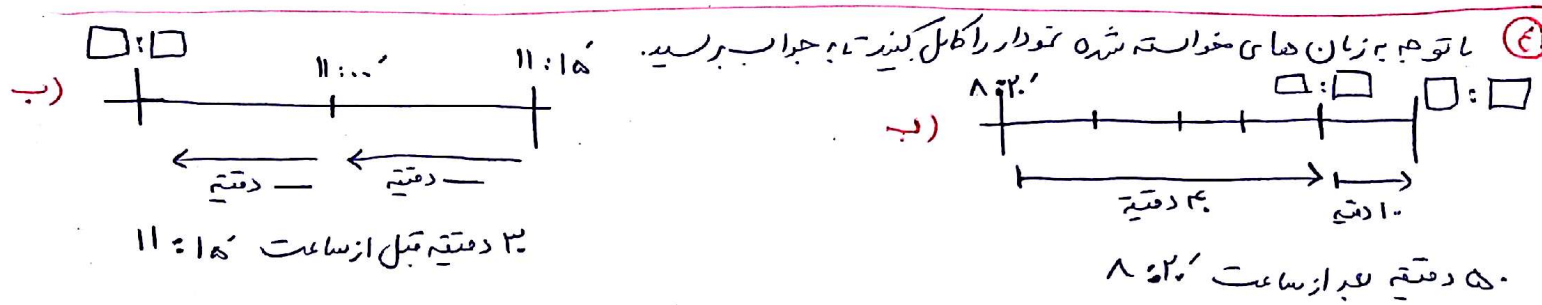 ۴) با توجه به زمان های خواسته شده نمودار را کامل کنید تا به جواب برسید.
۸:۲۰′ □:□ □:□
ب)
۴۰ دقیقه ۱۰ دقیقه
۵۰ دقیقه بعد از ساعت ۸:۲۰′
□:□ ۱۱:۰۰′ ۱۱:۱۵′
ب)
— دقیقه — دقیقه
۳۰ دقیقه قبل از ساعت ۱۱:۱۵′